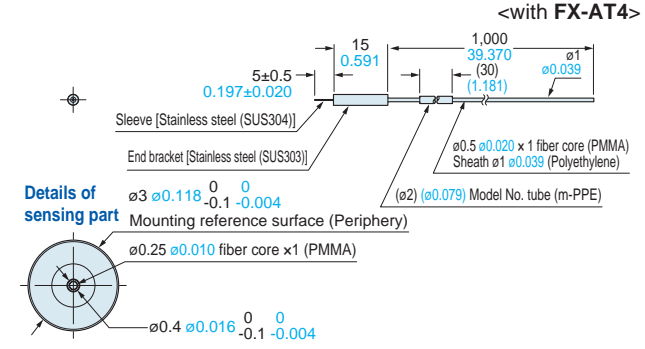 <with FX-AT4>
15
0.591
1,000
39.370
ø1
ø0.039
5±0.5
0.197±0.020
(30)
(1.181)
Sleeve [Stainless steel (SUS304)]
End bracket [Stainless steel (SUS303)]
ø0.5 ø0.020 x 1 fiber core (PMMA)
Sheath ø1 ø0.039 (Polyethylene)
(ø2) (ø0.079) Model No. tube (m-PPE)
Details of
sensing part
ø3 ø0.118 0 -0.1 0 -0.004
Mounting reference surface (Periphery)
ø0.25 ø0.010 fiber core ×1 (PMMA)
ø0.4 ø0.016 0 -0.1 0 -0.004